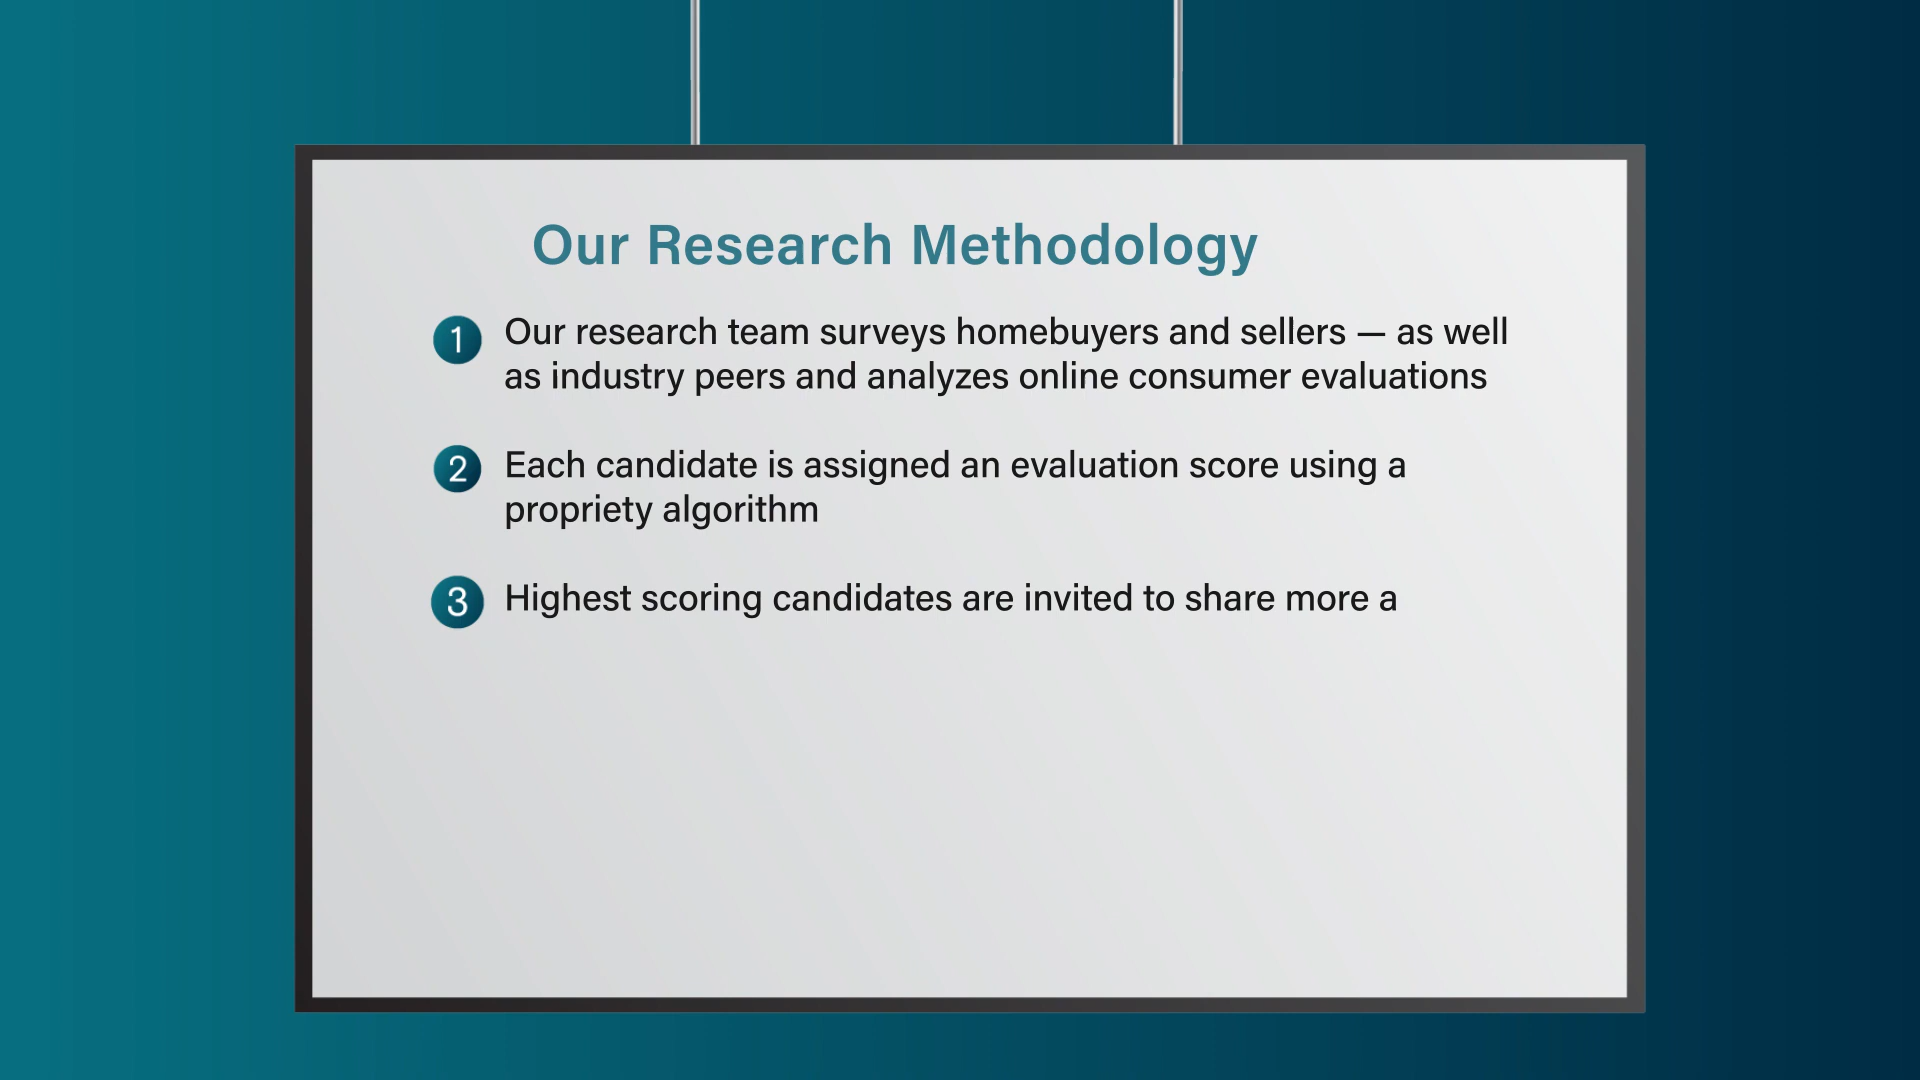 Our Research Methodology
1 Our research team surveys homebuyers and sellers — as well
as industry peers and analyzes online consumer evaluations
2 Each candidate is assigned an evaluation score using a
propriety algorithm
3 Highest scoring candidates are invited to share more a